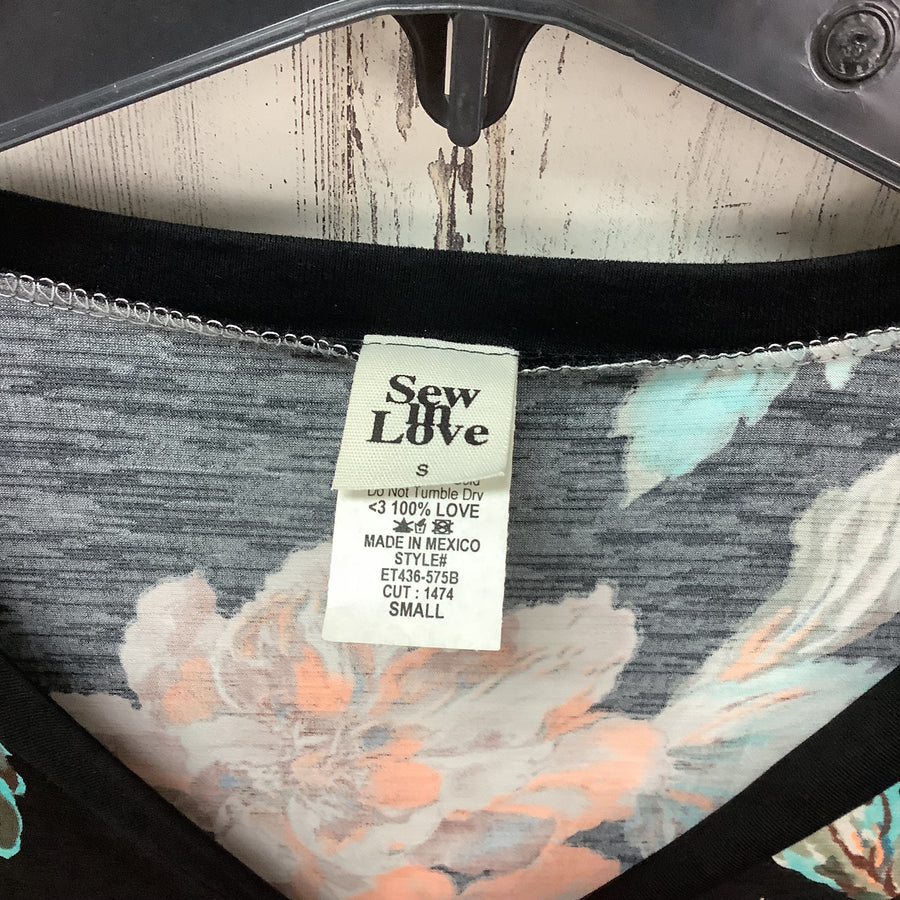 Sew
in
Love
S
Cold
Do Not Tumble Dry
<3 100% LOVE
MADE IN MEXICO
STYLE#
ET436-575B
CUT : 1474
SMALL